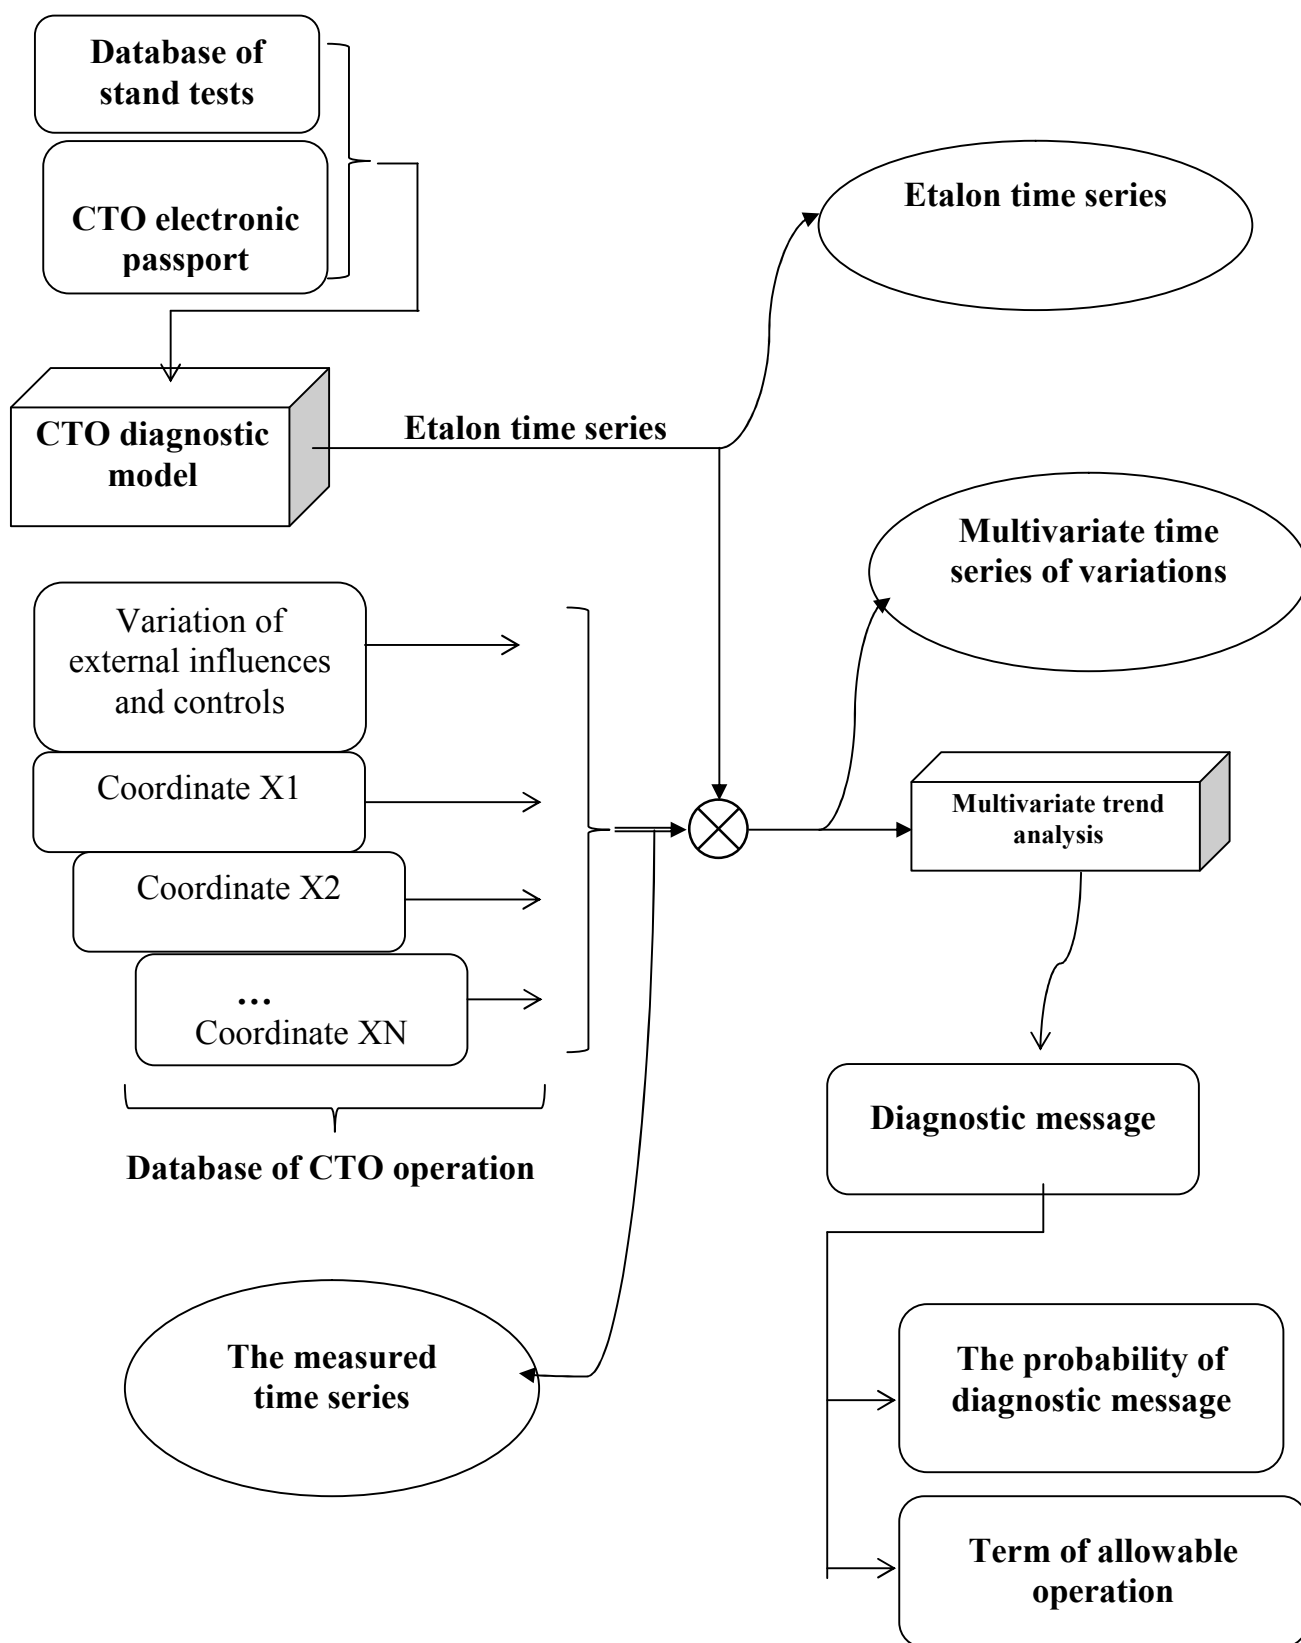 Database of
stand tests
CTO electronic
passport
Etalon time series
CTO diagnostic
model
Etalon time series
Multivariate time
series of variations
Variation of
external influences
and controls
Coordinate X1
Multivariate trend
analysis
Coordinate X2
...
Coordinate XN
Database of CTO operation
Diagnostic message
The measured
time series
The probability of
diagnostic message
Term of allowable
operation